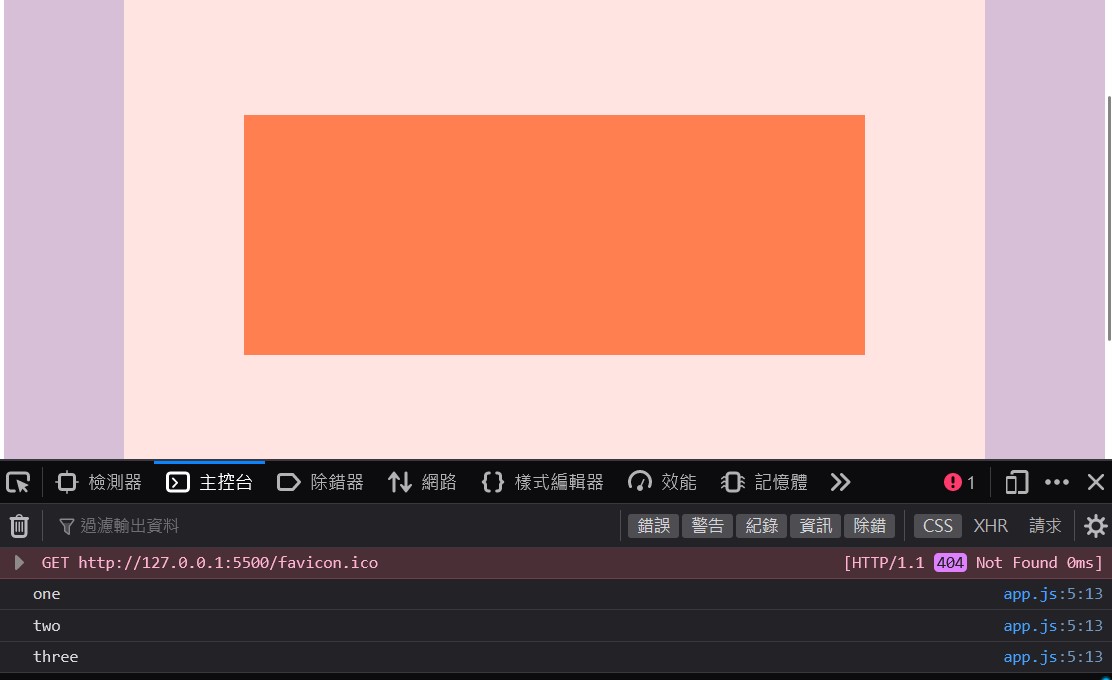 檢測器 主控台 除錯器 網路 樣式編輯器 效能 記憶體 1
過濾輸出資料 錯誤 警告 紀錄 資訊 除錯 CSS XHR 請求
GET http://127.0.0.1:5500/favicon.ico [HTTP/1.1 404 Not Found 0ms]
one app.js:5:13
two app.js:5:13
three app.js:5:13